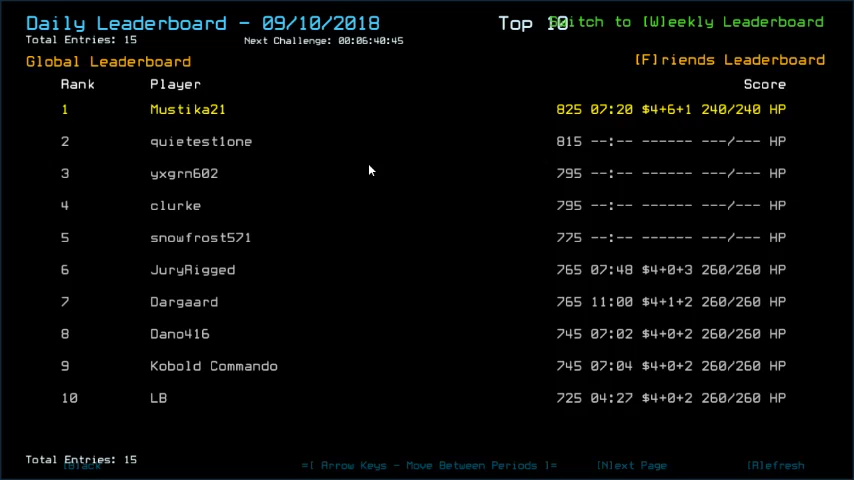 Daily Leaderboard - 09/10/2018 Top 10 Switch to [W]eekly Leaderboard
Total Entries: 15 Next Challenge: 00:06:40:45
Global Leaderboard [F]riends Leaderboard
Rank Player Score
1 Mustika21 825 07:20 $4+6+1 240/240 HP
2 quietest1one 815 --:-- ------ ---/--- HP
3 yxgrn602 795 --:-- ------ ---/--- HP
4 clurke 795 --:-- ------ ---/--- HP
5 snowfrost571 775 --:-- ------ ---/--- HP
6 JuryRigged 765 07:48 $4+0+3 260/260 HP
7 Dargaard 765 11:00 $4+1+2 260/260 HP
8 Dano416 745 07:02 $4+0+2 260/260 HP
9 Kobold Commando 745 07:04 $4+0+2 260/260 HP
10 LB 725 04:27 $4+0+2 260/260 HP
Total Entries: 15
[B]ack =[ Arrow Keys - Move Between Periods ]= [N]ext Page [R]efresh